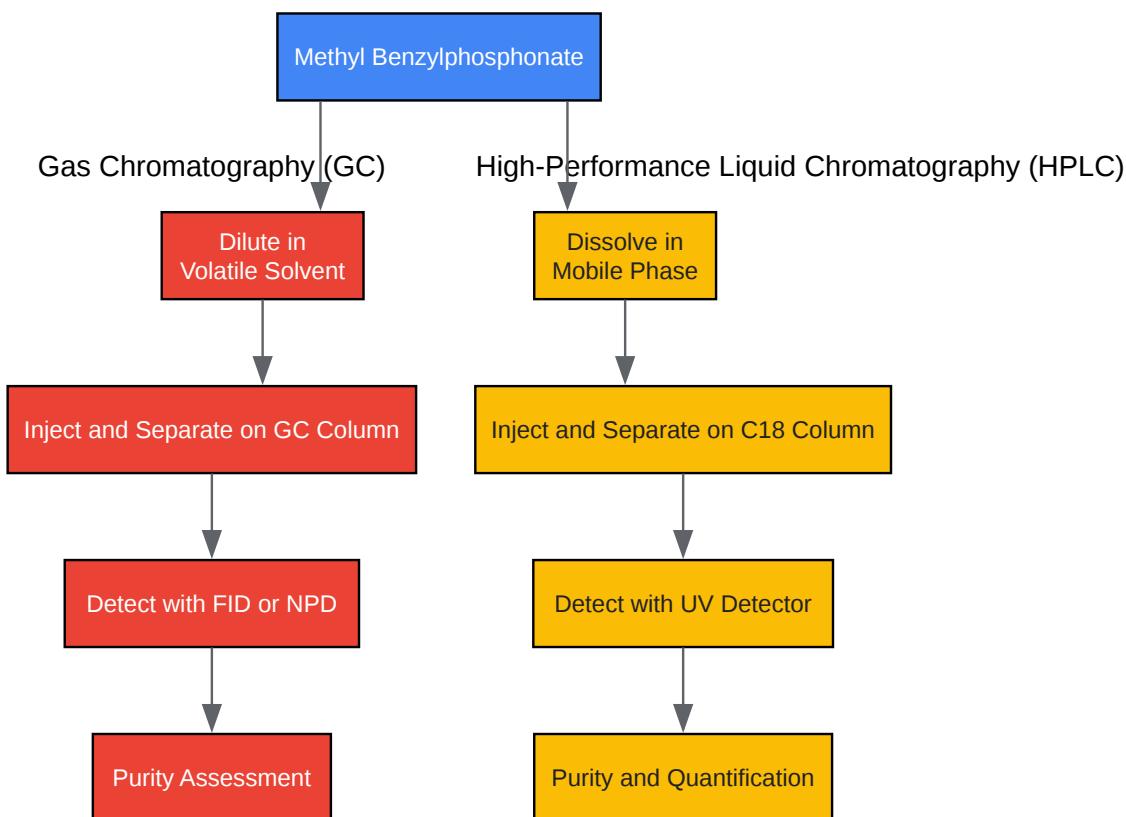 Methyl Benzylphosphonate
Gas Chromatography (GC)
High-Performance Liquid Chromatography (HPLC)
Dilute in
Volatile Solvent
Dissolve in
Mobile Phase
Inject and Separate on GC Column
Inject and Separate on C18 Column
Detect with FID or NPD
Detect with UV Detector
Purity Assessment
Purity and Quantification